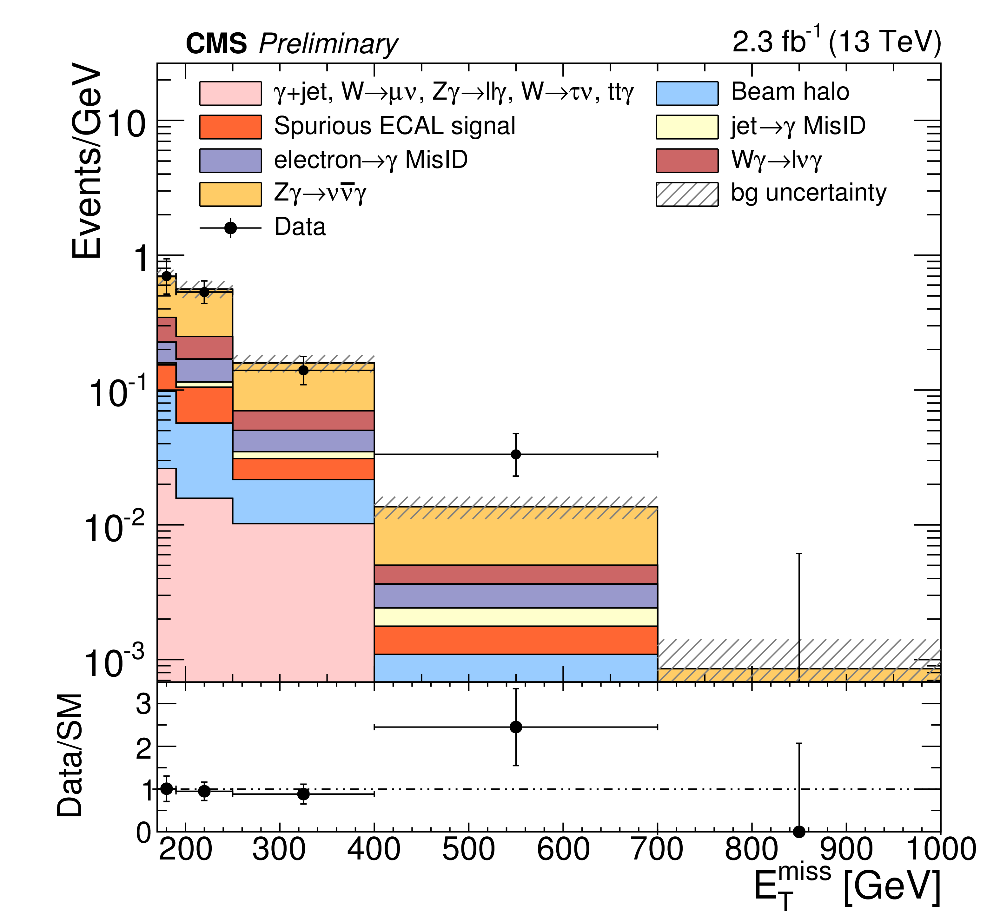 CMS Preliminary
2.3 fb⁻¹ (13 TeV)
Events/GeV
γ+jet, W→μν, Zγ→llγ, W→τν, ttγ
Beam halo
Spurious ECAL signal
jet→γ MisID
electron→γ MisID
Wγ→lνγ
Zγ→νν̅γ
bg uncertainty
Data
10
1
10⁻¹
10⁻²
10⁻³
Data/SM
3
2
1
0
200 300 400 500 600 700 800 900 1000
E_T^miss [GeV]